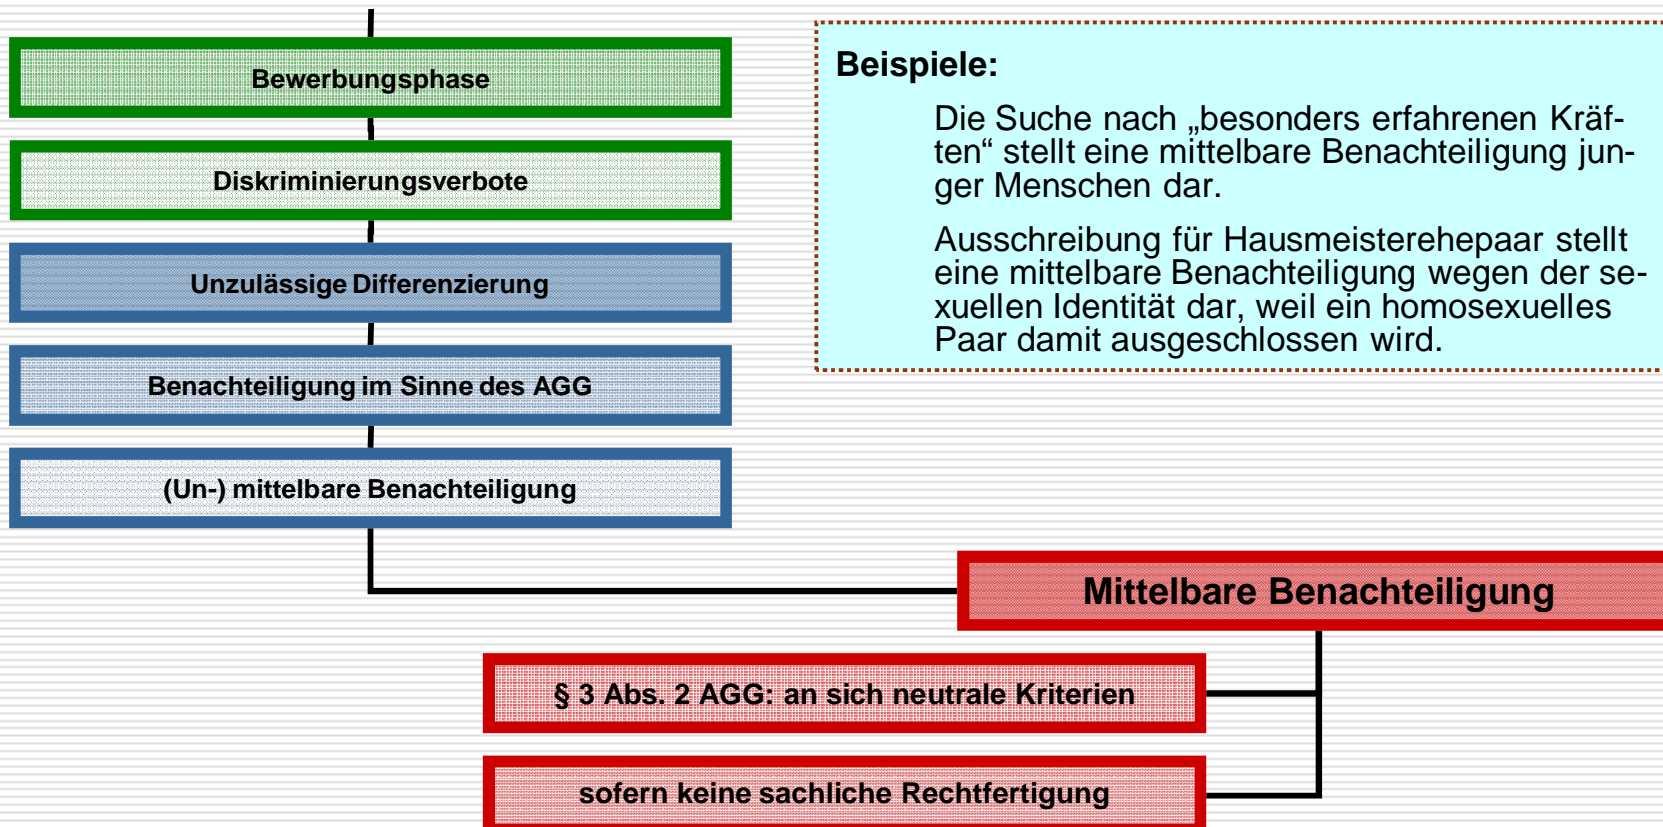 Bewerbungsphase
Diskriminierungsverbote
Unzulässige Differenzierung
Benachteiligung im Sinne des AGG
(Un-) mittelbare Benachteiligung
Beispiele:
Die Suche nach „besonders erfahrenen Kräf-
ten“ stellt eine mittelbare Benachteiligung jun-
ger Menschen dar.
Ausschreibung für Hausmeisterehepaar stellt
eine mittelbare Benachteiligung wegen der se-
xuellen Identität dar, weil ein homosexuelles
Paar damit ausgeschlossen wird.
Mittelbare Benachteiligung
§ 3 Abs. 2 AGG: an sich neutrale Kriterien
sofern keine sachliche Rechtfertigung